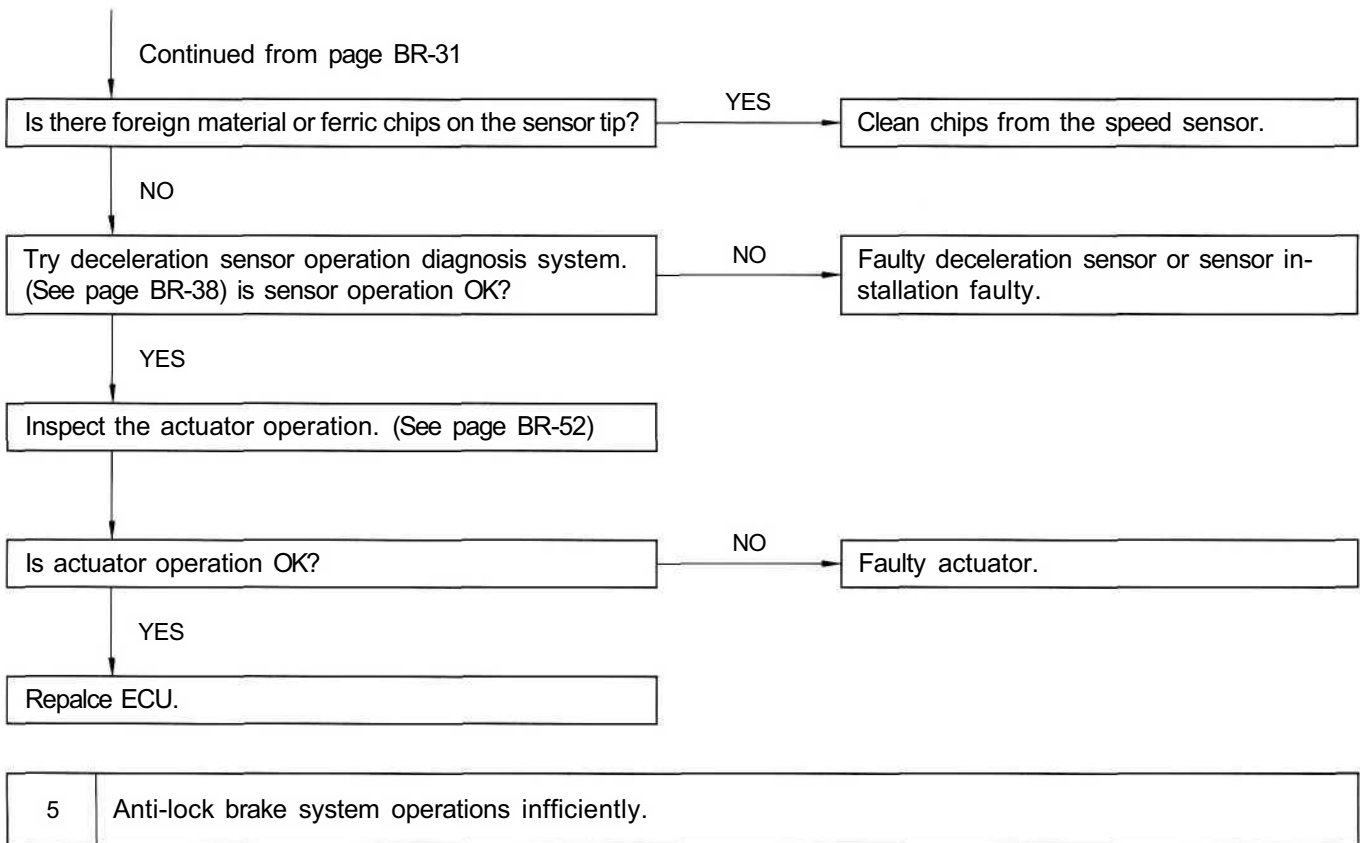 Continued from page BR-31
Is there foreign material or ferric chips on the sensor tip?
YES
Clean chips from the speed sensor.
NO
Try deceleration sensor operation diagnosis system.
(See page BR-38) is sensor operation OK?
NO
Faulty deceleration sensor or sensor in-
stallation faulty.
YES
Inspect the actuator operation. (See page BR-52)
Is actuator operation OK?
NO
Faulty actuator.
YES
Repalce ECU.
5 Anti-lock brake system operations infficiently.